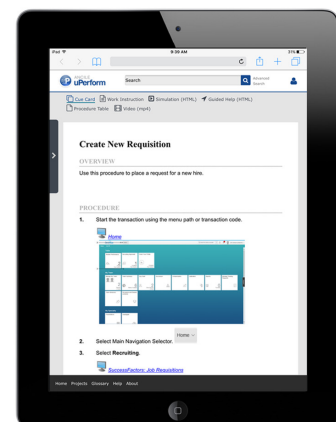 iPad
9:39 AM
31%
ANCILE
uPerform
Search
Advanced Search
Cue Card Work Instruction Simulation (HTML) Guided Help (HTML)
Procedure Table Video (mp4)
Create New Requisition
OVERVIEW
Use this procedure to place a request for a new hire.
PROCEDURE
1. Start the transaction using the menu path or transaction code.
Home
2. Select Main Navigation Selector. Home
3. Select Recruiting.
SuccessFactors: Job Requisitions
Home Projects Glossary Help About